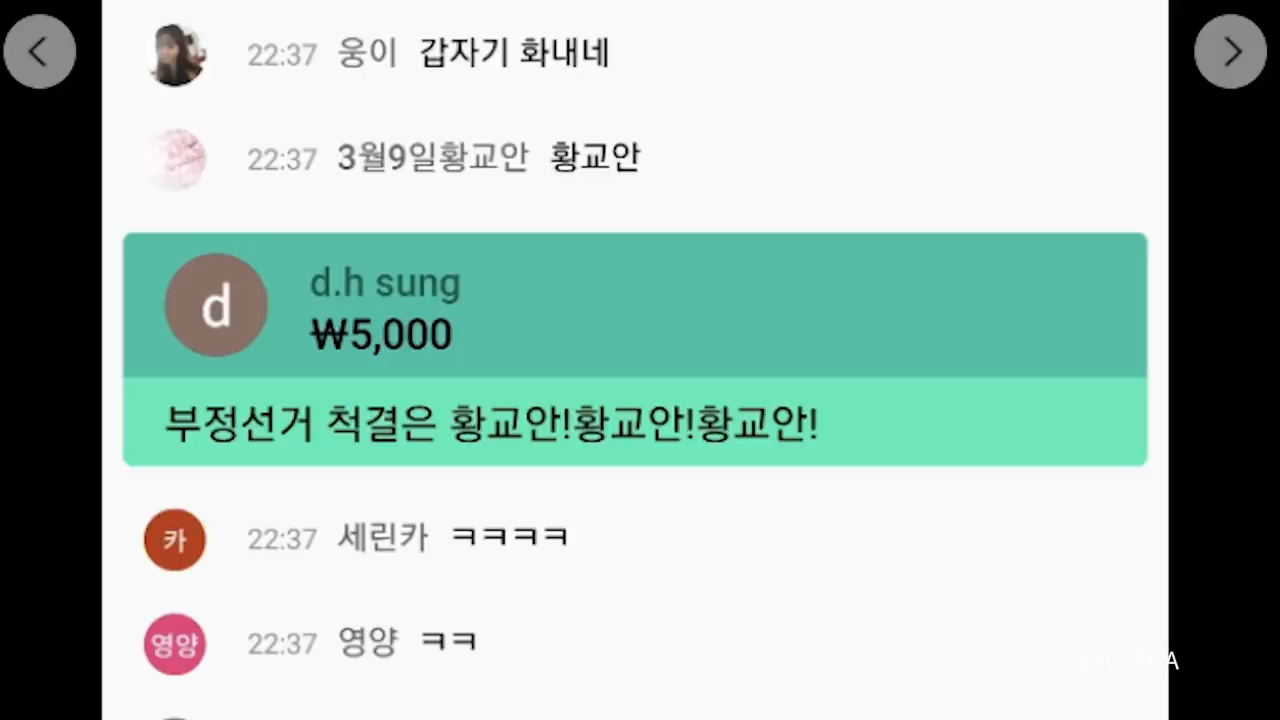 22:37 웅이 갑자기 화내네
22:37 3월9일황교안 황교안
d
d.h sung
₩5,000
부정선거 척결은 황교안!황교안!황교안!
카
22:37 세린카 ㅋㅋㅋㅋ
영양
22:37 영양 ㅋㅋ